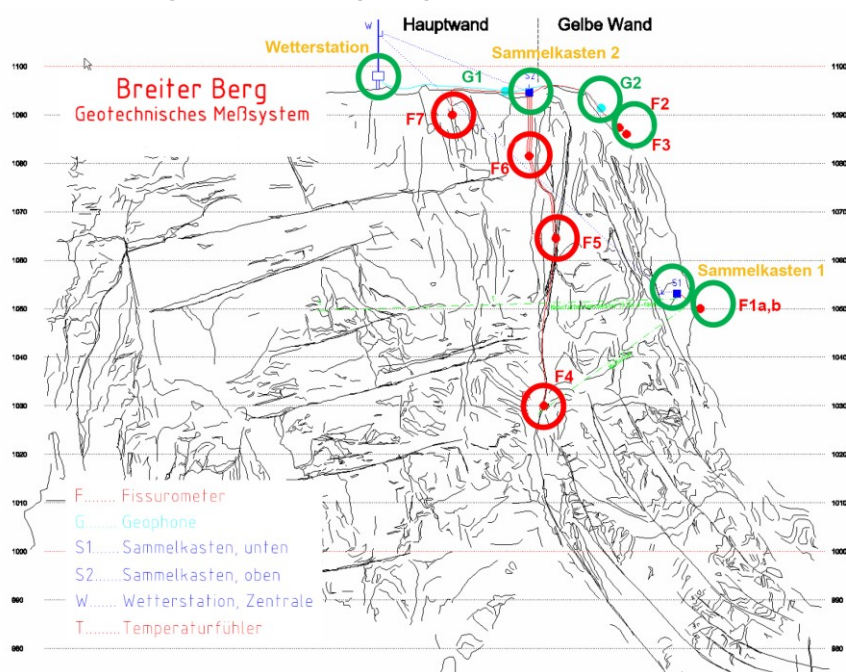 Hauptwand
Gelbe Wand
W
Wetterstation
Sammelkasten 2
S2
G1
G2
F2
F3
F7
F6
F5
Breiter Berg
Geotechnisches Meßsystem
Sammelkasten 1
S1
F1a,b
F4
1100
1090
1080
1070
1060
1050
1040
1030
1020
1010
1000
990
980
1100
1090
1080
1070
1060
1050
1040
1030
1020
1010
1000
990
980
F....... Fissurometer
G....... Geophone
S1......Sammelkasten, unten
S2......Sammelkasten, oben
W.......Wetterstation, Zentrale
T.........Temperaturfühler